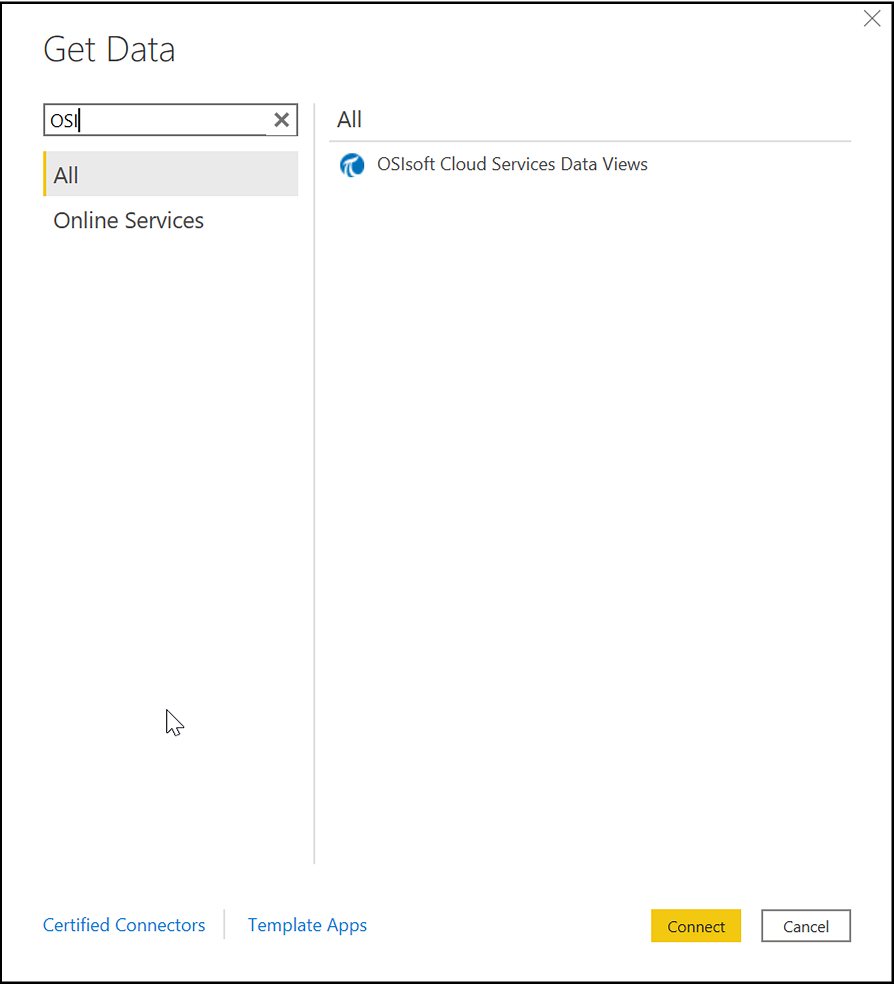 Get Data
OSI
All
Online Services
All
OSIsoft Cloud Services Data Views
Certified Connectors
Template Apps
Connect
Cancel